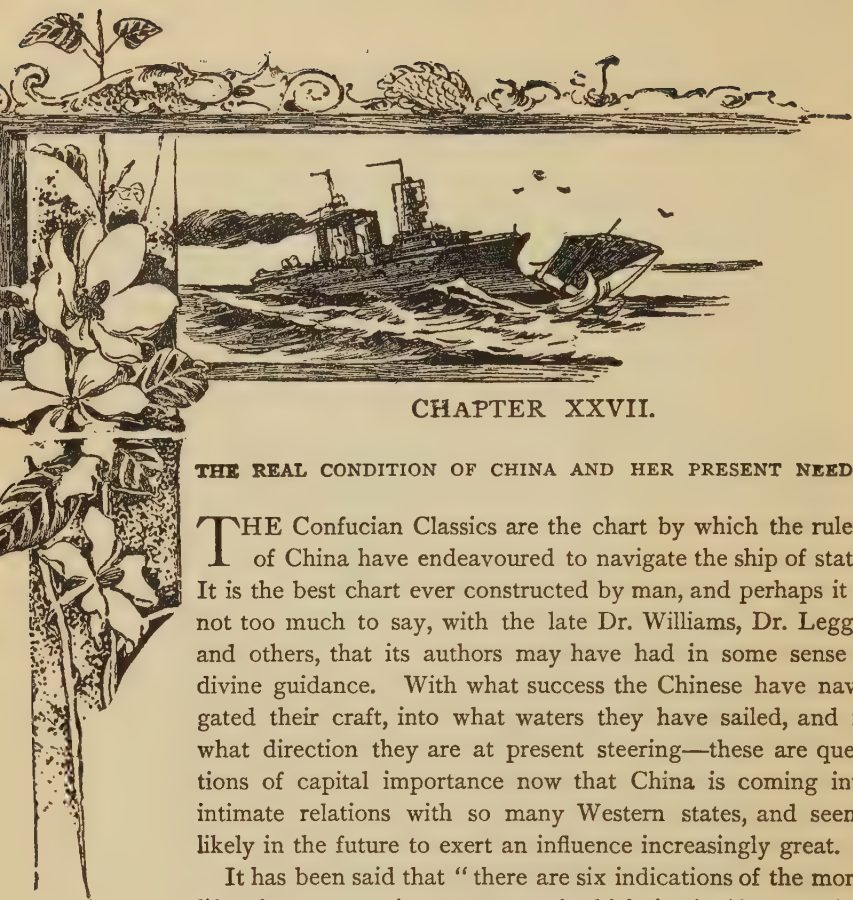 CHAPTER XXVII.
THE REAL CONDITION OF CHINA AND HER PRESENT NEED
THE Confucian Classics are the chart by which the rule
of China have endeavoured to navigate the ship of stat
It is the best chart ever constructed by man, and perhaps it
not too much to say, with the late Dr. Williams, Dr. Legg
and others, that its authors may have had in some sense
divine guidance. With what success the Chinese have nav
gated their craft, into what waters they have sailed, and
what direction they are at present steering—these are que
tions of capital importance now that China is coming in
intimate relations with so many Western states, and seem
likely in the future to exert an influence increasingly great.
It has been said that "there are six indications of the mor